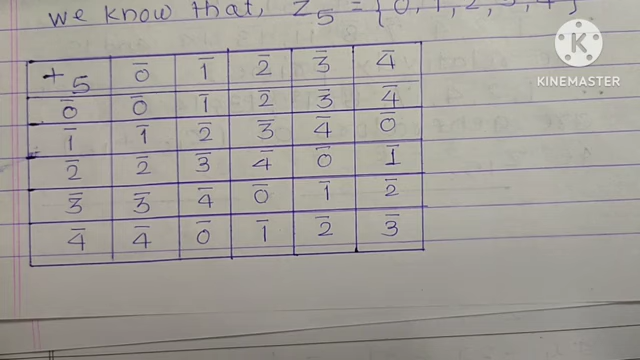 we know that, Z5 = {0, 1, 2, 3, 4}
+5 0̅ 1̅ 2̅ 3̅ 4̅
0̅ 0̅ 1̅ 2̅ 3̅ 4̅
1̅ 1̅ 2̅ 3̅ 4̅ 0̅
2̅ 2̅ 3̅ 4̅ 0̅ 1̅
3̅ 3̅ 4̅ 0̅ 1̅ 2̅
4̅ 4̅ 0̅ 1̅ 2̅ 3̅
KINEMASTER